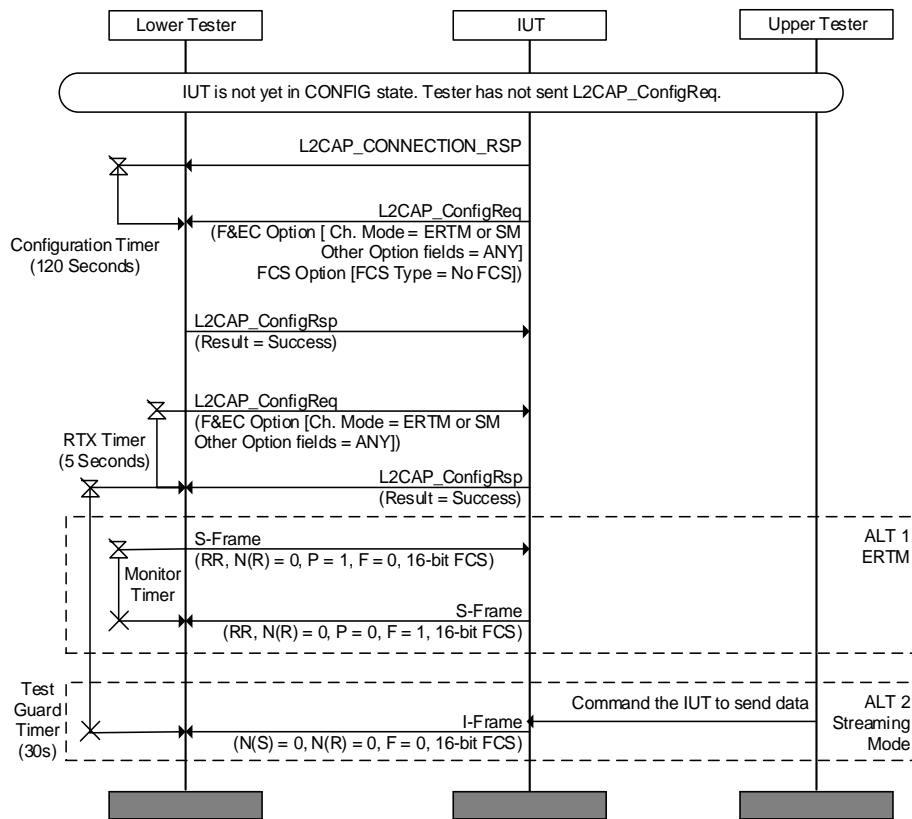 Lower Tester
IUT
Upper Tester
IUT is not yet in CONFIG state. Tester has not sent L2CAP_ConfigReq.
L2CAP_CONNECTION_RSP
L2CAP_ConfigReq
(F&EC Option [ Ch. Mode = ERTM or SM
Other Option fields = ANY]
FCS Option [FCS Type = No FCS])
Configuration Timer
(120 Seconds)
L2CAP_ConfigRsp
(Result = Success)
L2CAP_ConfigReq
(F&EC Option [Ch. Mode = ERTM or SM
Other Option fields = ANY])
RTX Timer
(5 Seconds)
L2CAP_ConfigRsp
(Result = Success)
ALT 1
ERTM
S-Frame
(RR, N(R) = 0, P = 1, F = 0, 16-bit FCS)
Monitor
Timer
S-Frame
(RR, N(R) = 0, P = 0, F = 1, 16-bit FCS)
Test
Guard
Timer
(30s)
Command the IUT to send data
ALT 2
Streaming
Mode
I-Frame
(N(S) = 0, N(R) = 0, F = 0, 16-bit FCS)